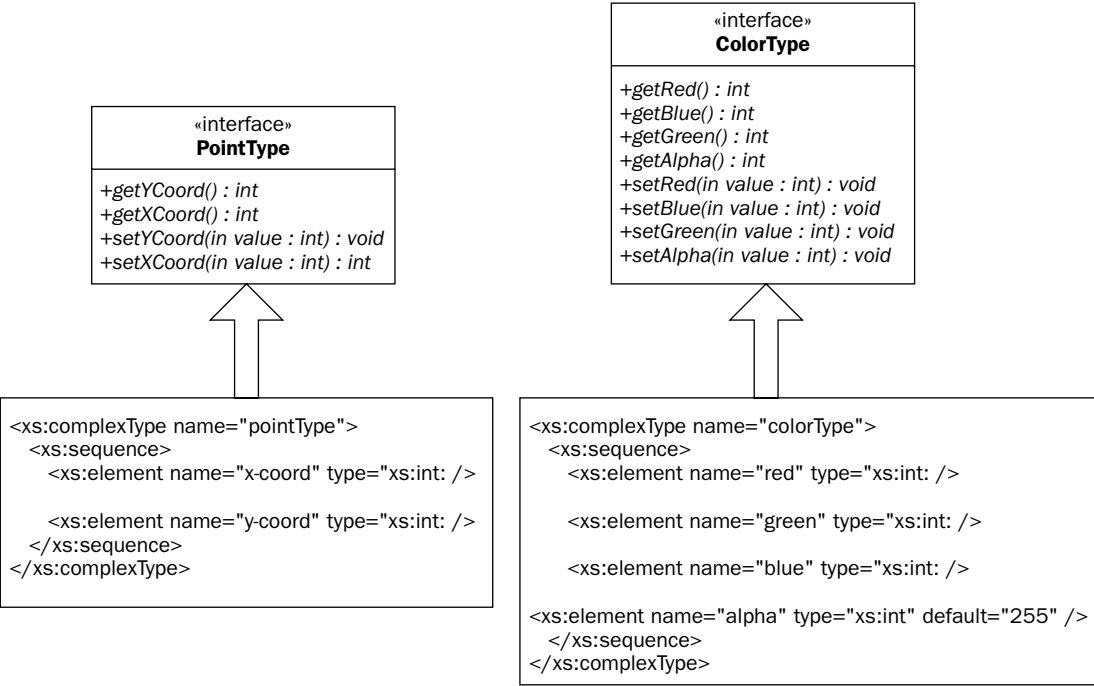 «interface»
PointType
+getYCoord() : int
+getXCoord() : int
+setYCoord(in value : int) : void
+setXCoord(in value : int) : int
<xs:complexType name="pointType">
<xs:sequence>
<xs:element name="x-coord" type="xs:int: />
<xs:element name="y-coord" type="xs:int: />
</xs:sequence>
</xs:complexType>
«interface»
ColorType
+getRed() : int
+getBlue() : int
+getGreen() : int
+getAlpha() : int
+setRed(in value : int) : void
+setBlue(in value : int) : void
+setGreen(in value : int) : void
+setAlpha(in value : int) : void
<xs:complexType name="colorType">
<xs:sequence>
<xs:element name="red" type="xs:int: />
<xs:element name="green" type="xs:int: />
<xs:element name="blue" type="xs:int: />
<xs:element name="alpha" type="xs:int" default="255" />
</xs:sequence>
</xs:complexType>